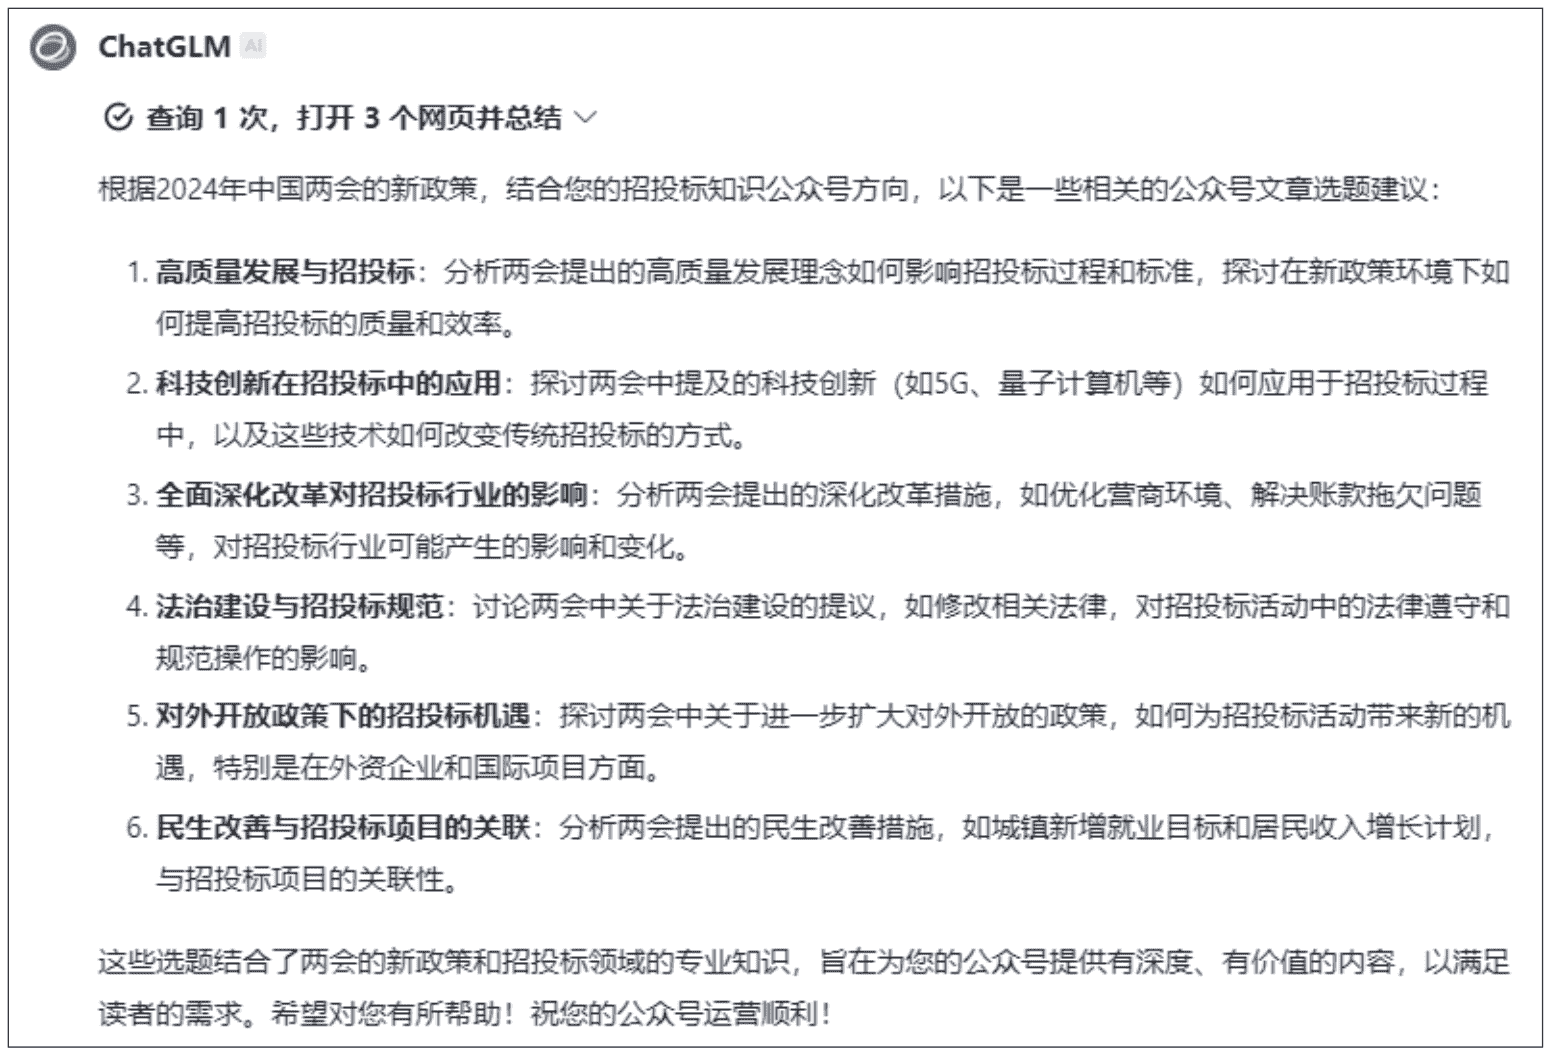 ChatGLM AI
查询 1 次，打开 3 个网页并总结
根据2024年中国两会的新政策，结合您的招投标知识公众号方向，以下是一些相关的公众号文章选题建议：
1. 高质量发展与招投标：分析两会提出的高质量发展理念如何影响招投标过程和标准，探讨在新政策环境下如
何提高招投标的质量和效率。
2. 科技创新在招投标中的应用：探讨两会中提及的科技创新（如5G、量子计算机等）如何应用于招投标过程
中，以及这些技术如何改变传统招投标的方式。
3. 全面深化改革对招投标行业的影响：分析两会提出的深化改革措施，如优化营商环境、解决账款拖欠问题
等，对招投标行业可能产生的影响和变化。
4. 法治建设与招投标规范：讨论两会中关于法治建设的提议，如修改相关法律，对招投标活动中的法律遵守和
规范操作的影响。
5. 对外开放政策下的招投标机遇：探讨两会中关于进一步扩大对外开放的政策，如何为招投标活动带来新的机
遇，特别是在外资企业和国际项目方面。
6. 民生改善与招投标项目的关联：分析两会提出的民生改善措施，如城镇新增就业目标和居民收入增长计划，
与招投标项目的关联性。
这些选题结合了两会的新政策和招投标领域的专业知识，旨在为您的公众号提供有深度、有价值的内容，以满足
读者的需求。希望对您有所帮助！祝您的公众号运营顺利！